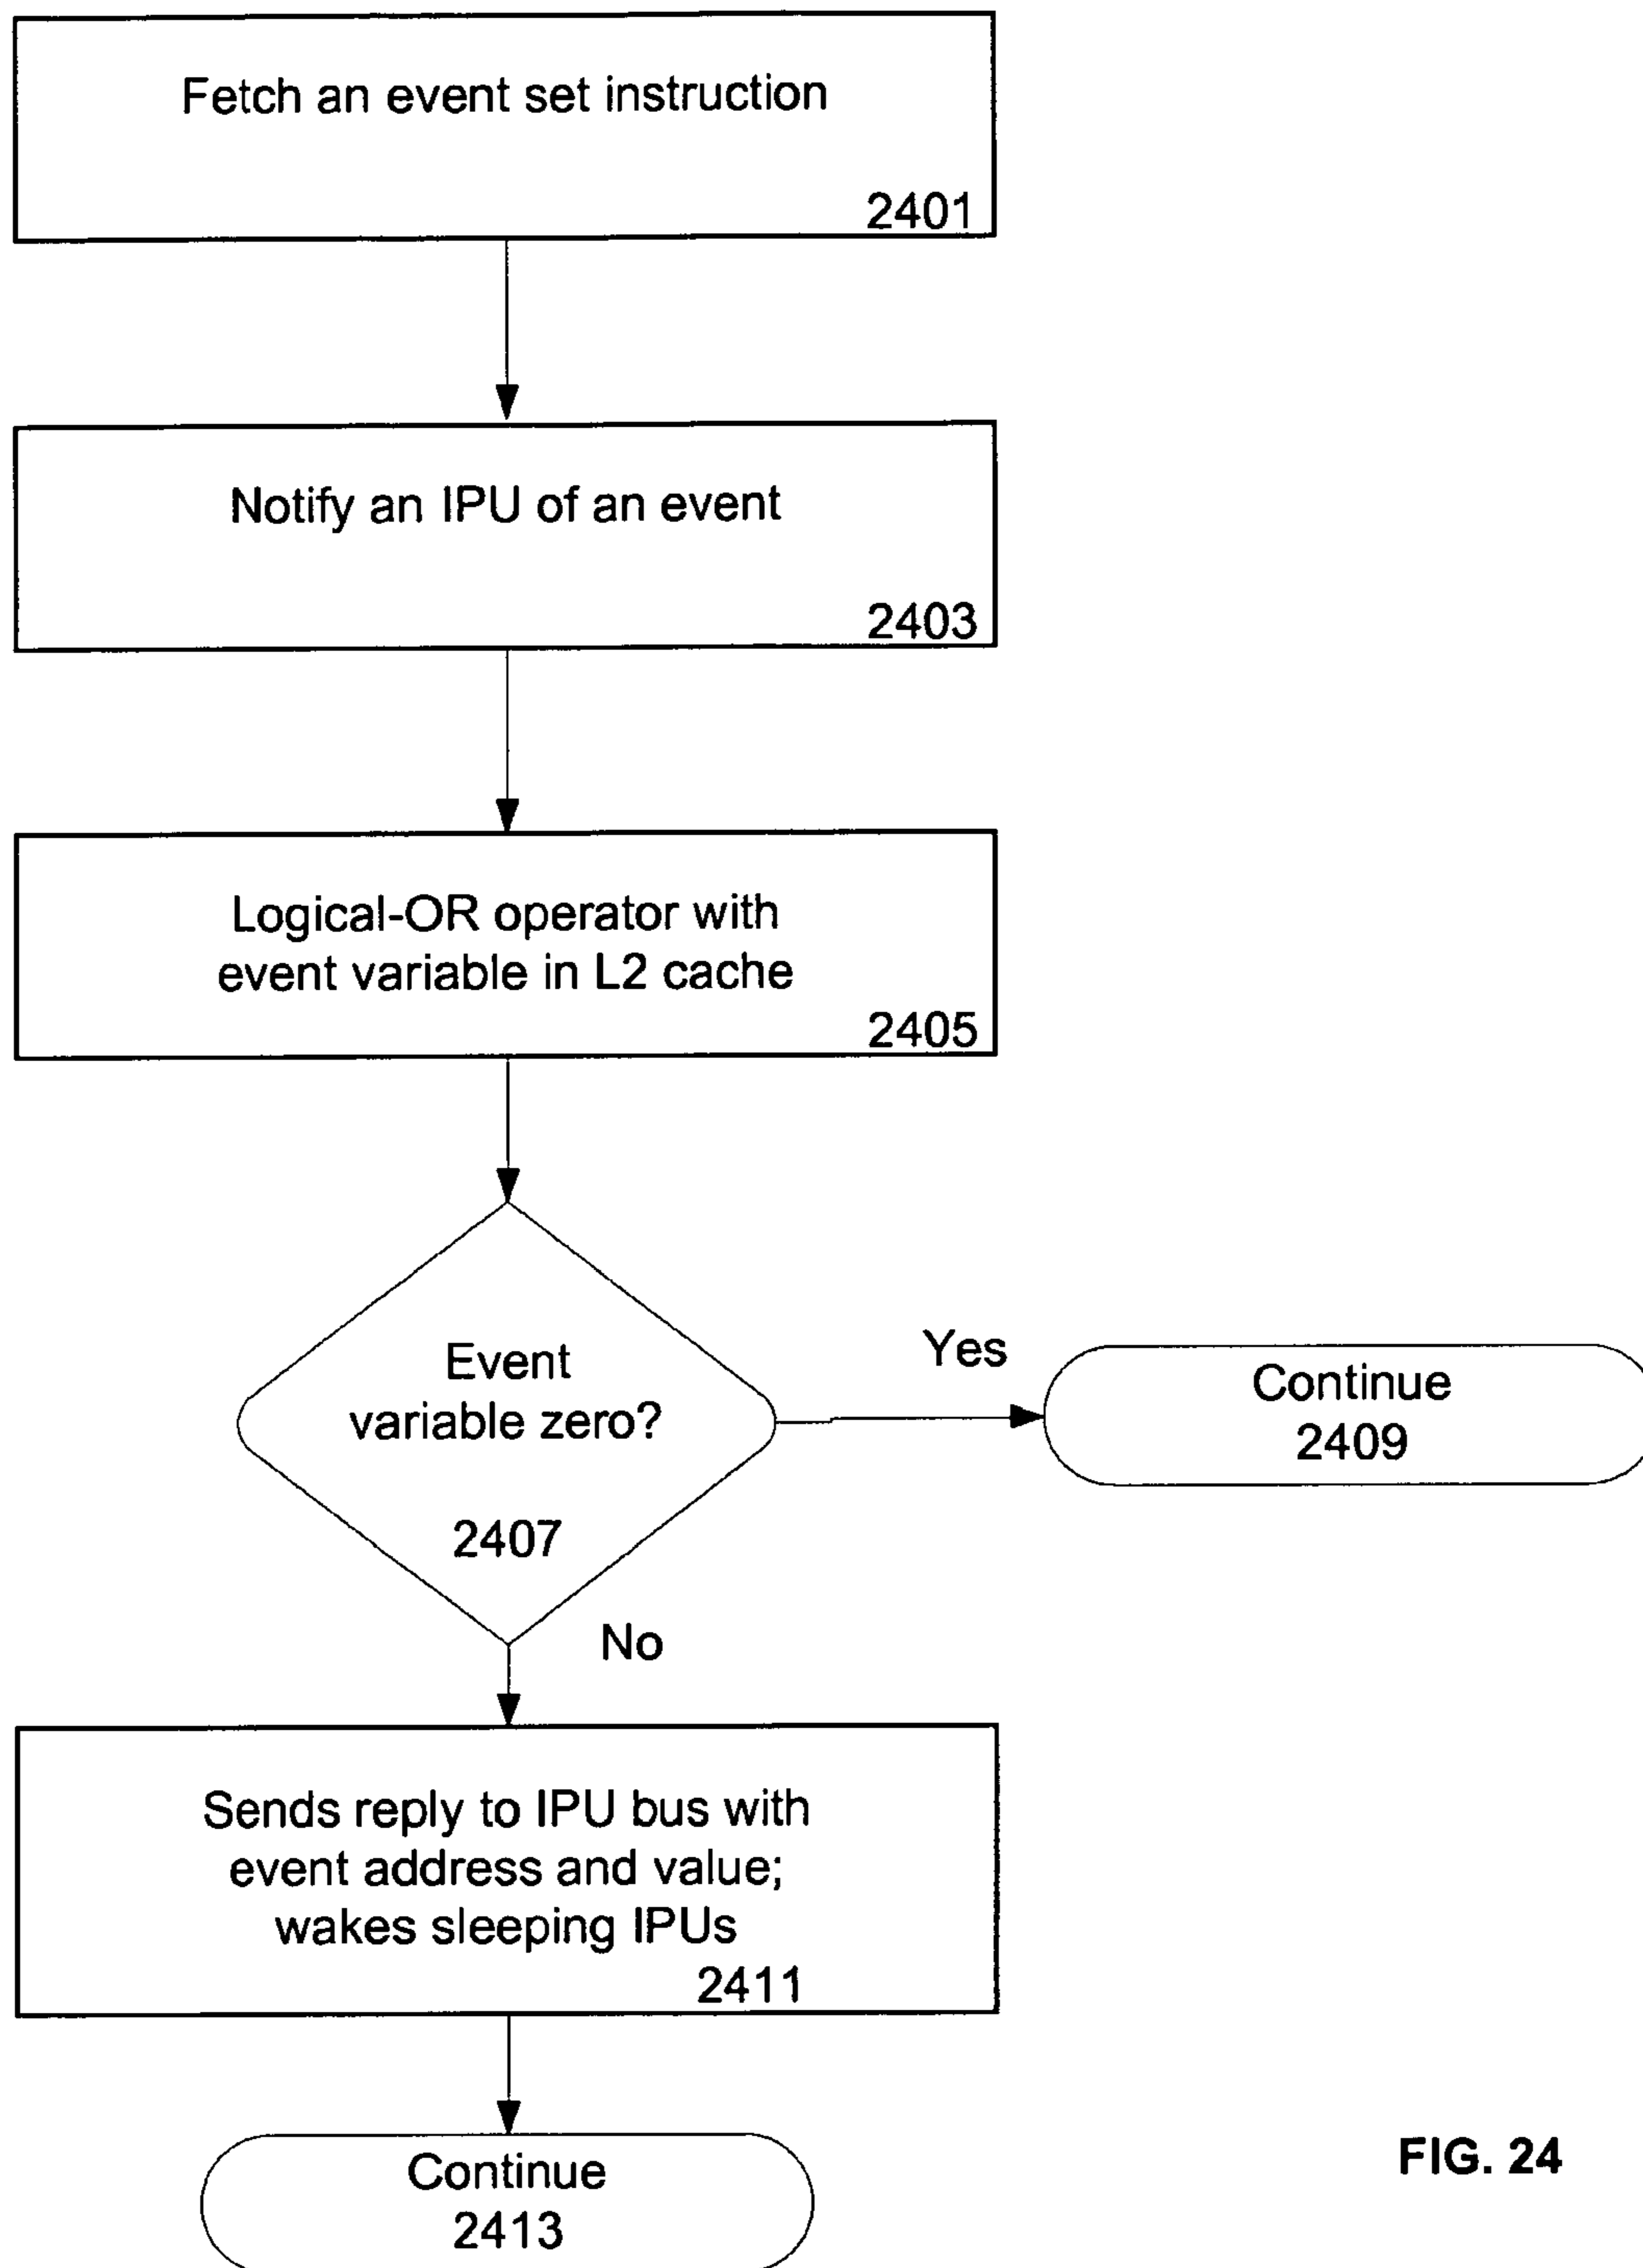 Fetch an event set instruction
2401
Notify an IPU of an event
2403
Logical-OR operator with
event variable in L2 cache
2405
Event
variable zero?
2407
Yes
Continue
2409
No
Sends reply to IPU bus with
event address and value;
wakes sleeping IPUs
2411
Continue
2413
FIG. 24